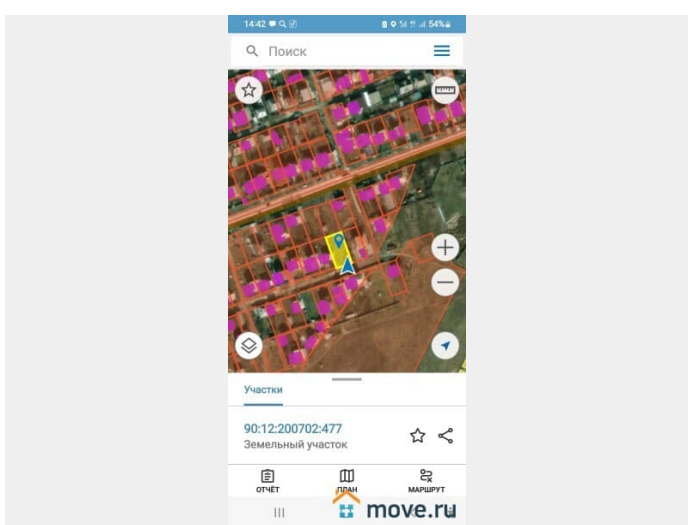 14:42
54%
Поиск
Участки
90:12:200702:477
Земельный участок
ОТЧЁТ ПЛАН МАРШРУТ
move.ru